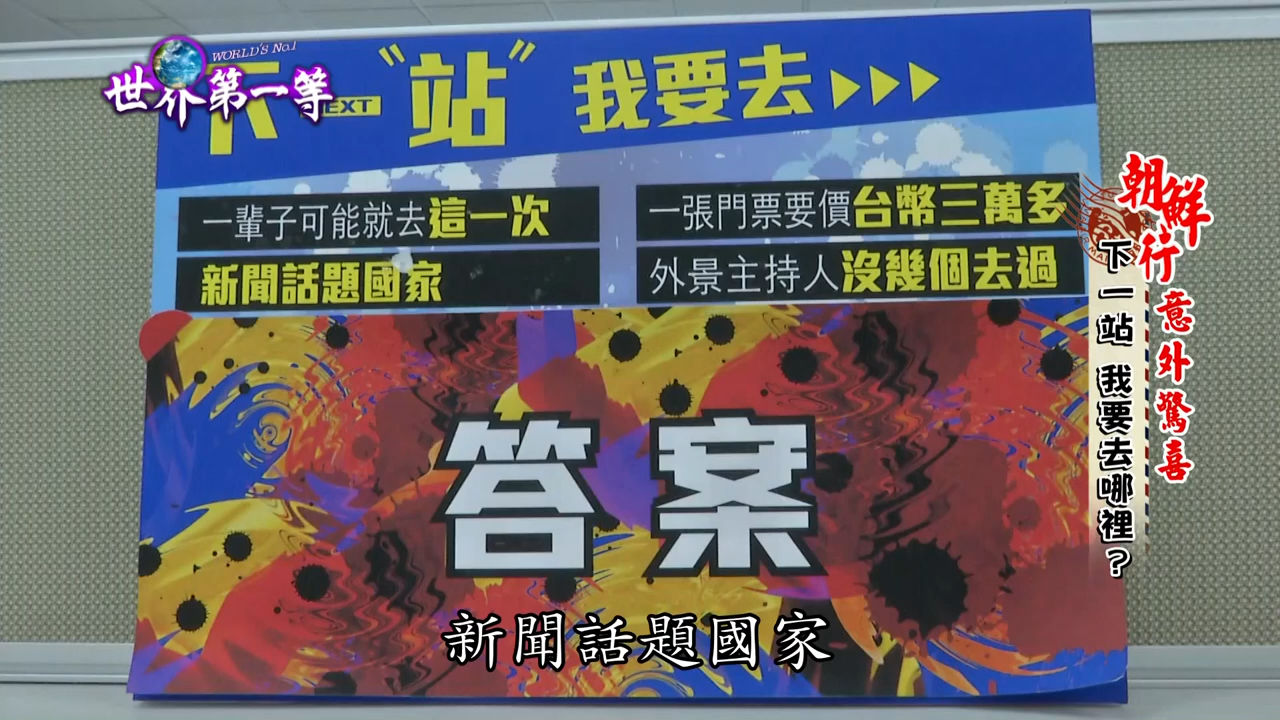 WORLD'S No.1
世界第一等
下一"站"我要去
NEXT
一輩子可能就去這一次
一張門票要價台幣三萬多
新聞話題國家
外景主持人沒幾個去過
答案
朝鮮行意外驚喜
下一站 我要去哪裡?
新聞話題國家